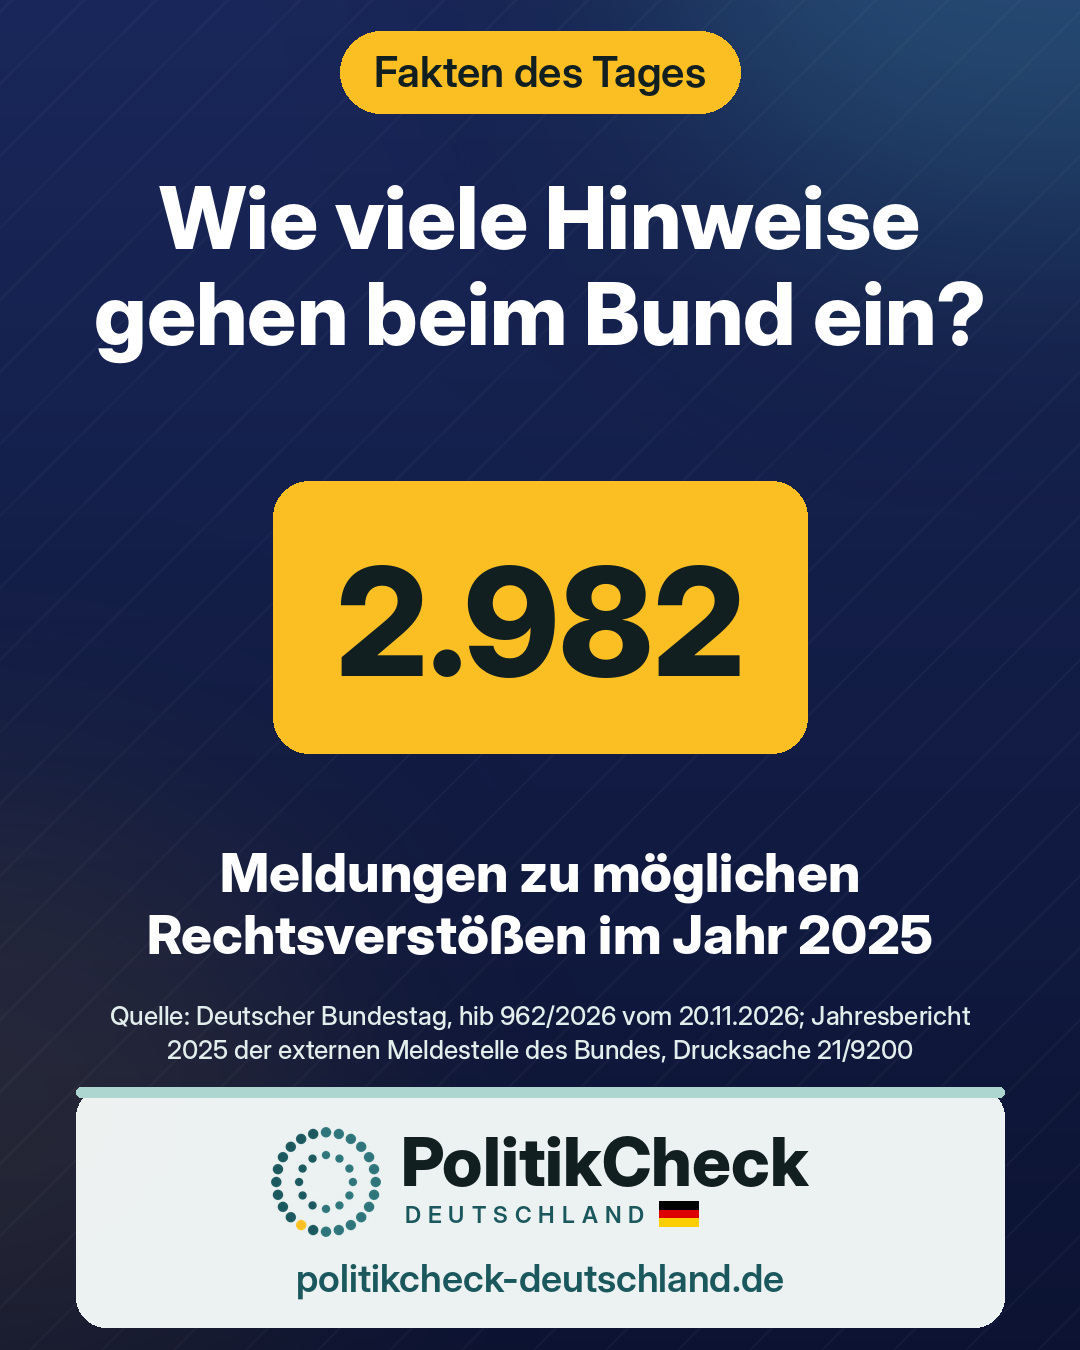 Fakten des Tages
Wie viele Hinweise
gehen beim Bund ein?
2.982
Meldungen zu möglichen
Rechtsverstößen im Jahr 2025
Quelle: Deutscher Bundestag, hib 962/2026 vom 20.11.2026; Jahresbericht
2025 der externen Meldestelle des Bundes, Drucksache 21/9200
PolitikCheck
DEUTSCHLAND
politikcheck-deutschland.de